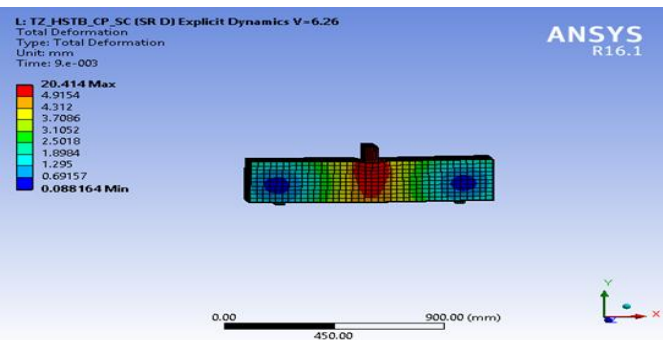 L: TZ_HSTB_CP_SC (SR D) Explicit Dynamics V=6.26
Total Deformation
Type: Total Deformation
Unit: mm
Time: 9.e-003
ANSYS
R16.1
20.414 Max
4.9154
4.312
3.7086
3.1052
2.5018
1.8984
1.295
0.69157
0.088164 Min
Y
X
0.00
900.00 (mm)
450.00